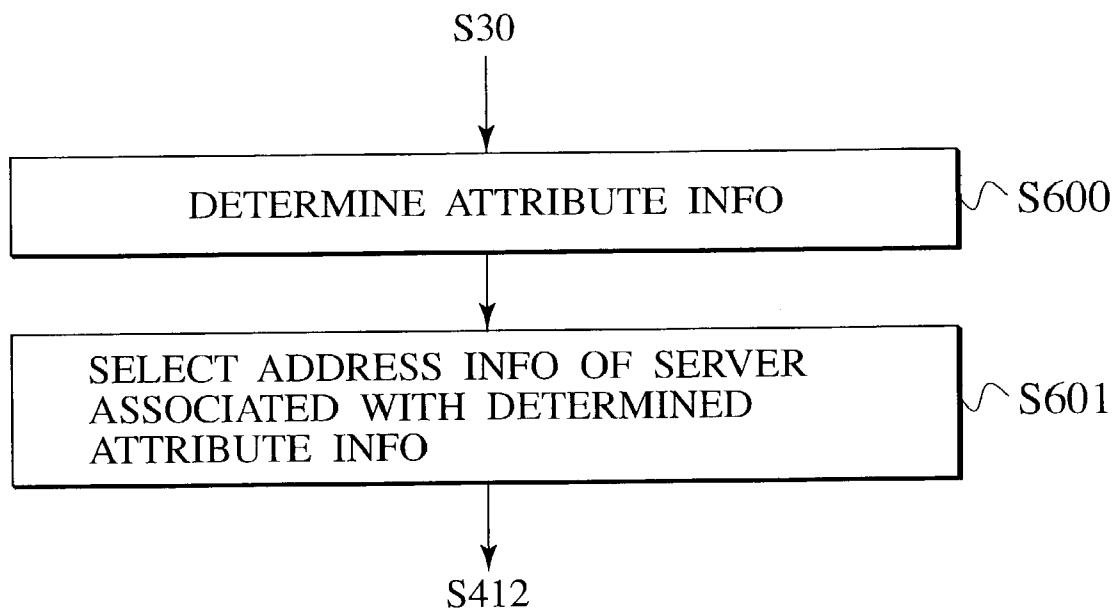 S30
DETERMINE ATTRIBUTE INFO
S600
SELECT ADDRESS INFO OF SERVER
ASSOCIATED WITH DETERMINED
ATTRIBUTE INFO
S601
S412